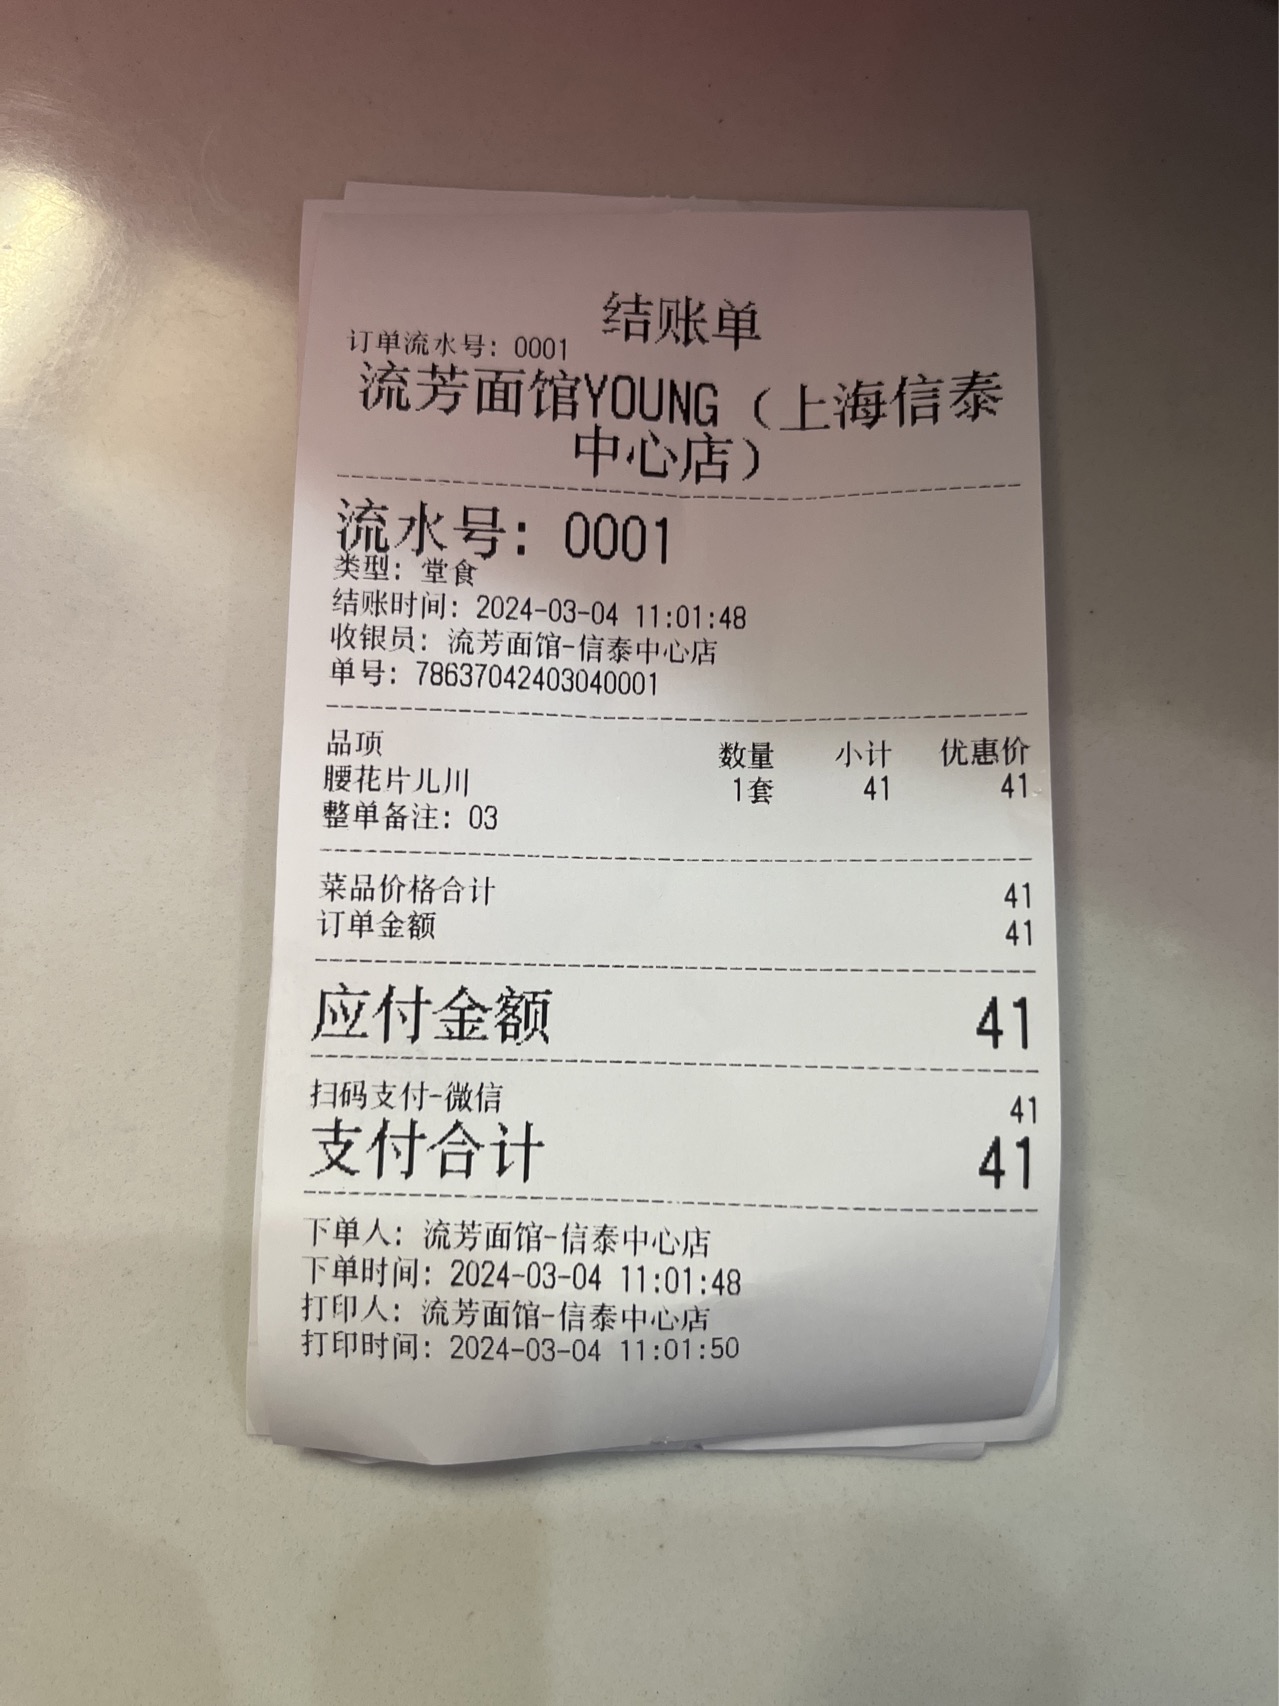 结账单
订单流水号: 0001
流芳面馆YOUNG（上海信泰
中心店）
流水号: 0001
类型: 堂食
结账时间: 2024-03-04 11:01:48
收银员: 流芳面馆-信泰中心店
单号: 78637042403040001
品项 数量 小计 优惠价
腰花片儿川 1套 41 41
整单备注: 03
菜品价格合计 41
订单金额 41
应付金额 41
扫码支付-微信 41
支付合计 41
下单人: 流芳面馆-信泰中心店
下单时间: 2024-03-04 11:01:48
打印人: 流芳面馆-信泰中心店
打印时间: 2024-03-04 11:01:50